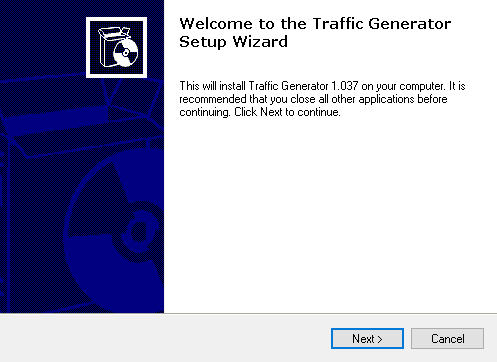 Welcome to the Traffic Generator
Setup Wizard
This will install Traffic Generator 1.037 on your computer. It is
recommended that you close all other applications before
continuing. Click Next to continue.
Next >
Cancel